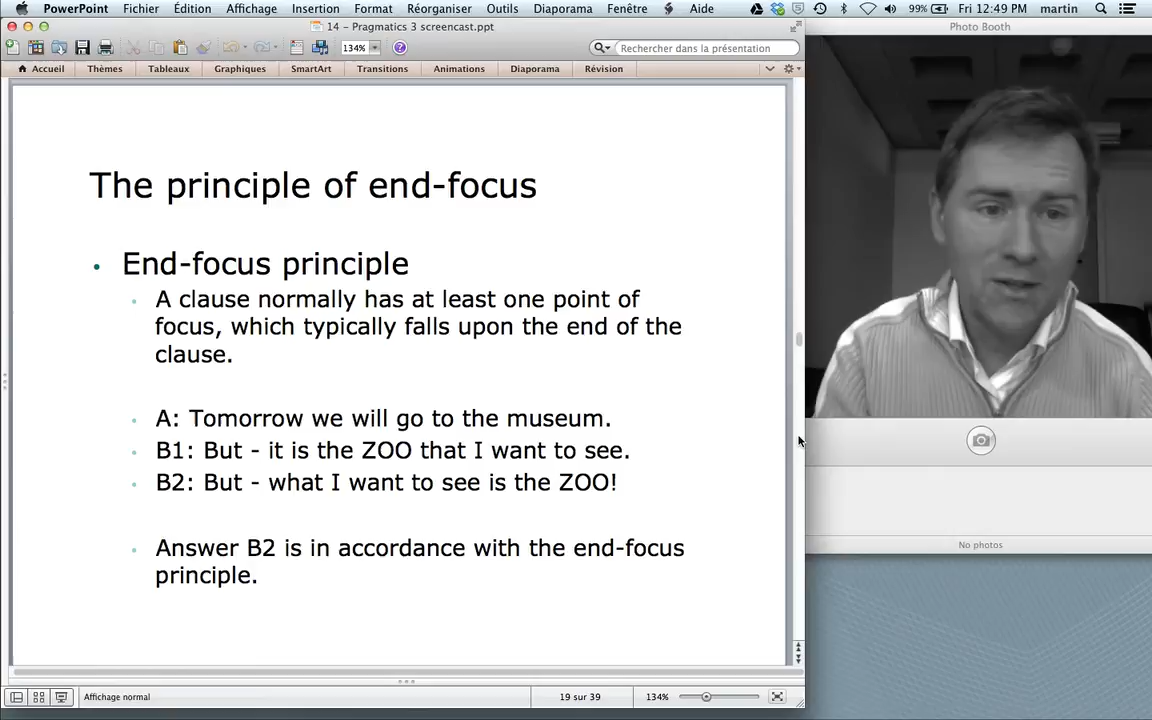 PowerPoint Fichier Édition Affichage Insertion Format Réorganiser Outils Diaporama Fenêtre Aide 99% Fri 12:49 PM martin
14 – Pragmatics 3 screencast.ppt
Photo Booth
134% Rechercher dans la présentation
Accueil Thèmes Tableaux Graphiques SmartArt Transitions Animations Diaporama Révision
The principle of end-focus
• End-focus principle
• A clause normally has at least one point of
focus, which typically falls upon the end of the
clause.
• A: Tomorrow we will go to the museum.
• B1: But - it is the ZOO that I want to see.
• B2: But - what I want to see is the ZOO!
• Answer B2 is in accordance with the end-focus
principle.
No photos
Affichage normal 19 sur 39 134%